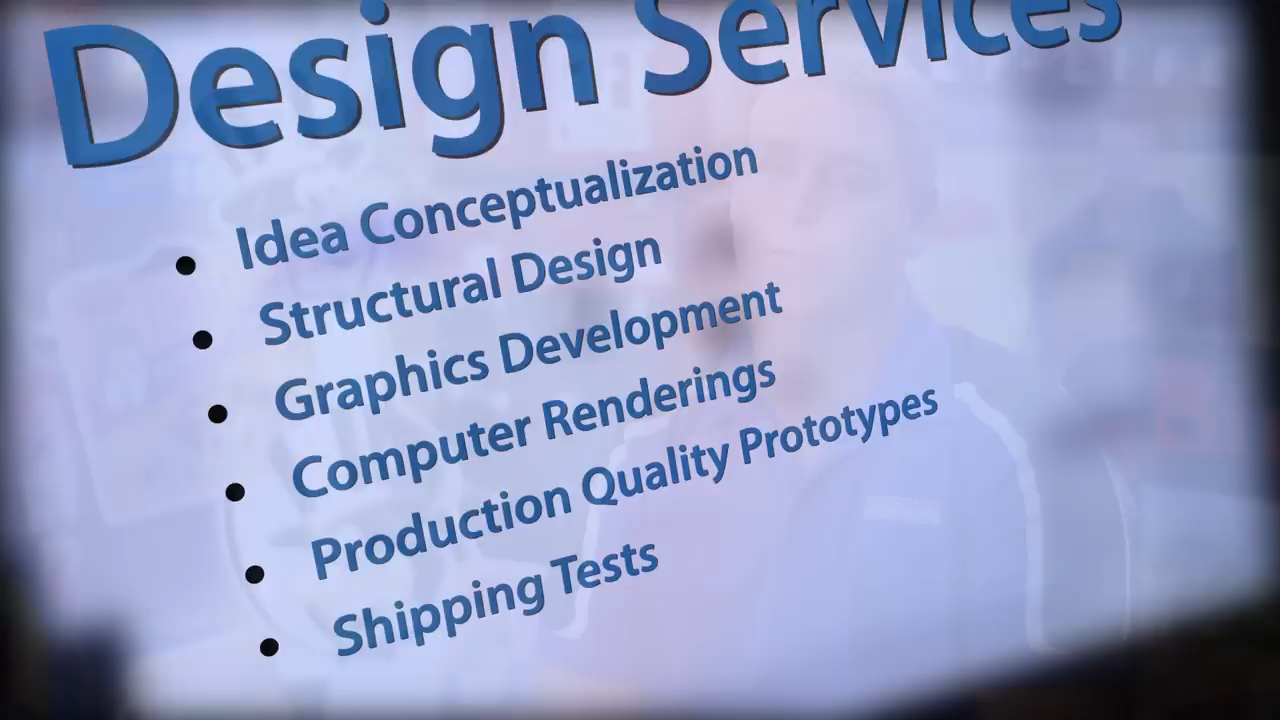 Design Services
• Idea Conceptualization
• Structural Design
• Graphics Development
• Computer Renderings
• Production Quality Prototypes
• Shipping Tests